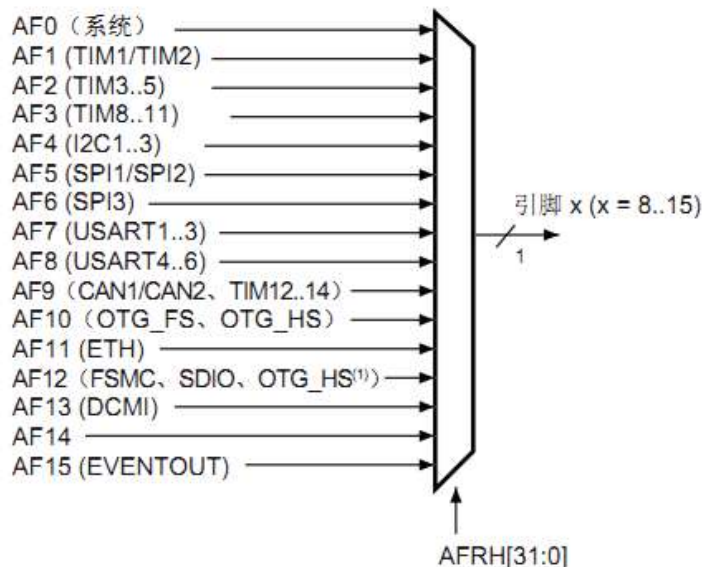 AF0（系统）
AF1 (TIM1/TIM2)
AF2 (TIM3..5)
AF3 (TIM8..11)
AF4 (I2C1..3)
AF5 (SPI1/SPI2)
AF6 (SPI3)
AF7 (USART1..3)
AF8 (USART4..6)
AF9（CAN1/CAN2、TIM12..14）
AF10（OTG_FS、OTG_HS）
AF11 (ETH)
AF12（FSMC、SDIO、OTG_HS⁽¹⁾）
AF13 (DCMI)
AF14
AF15 (EVENTOUT)
引脚 x (x = 8..15)
1
AFRH[31:0]